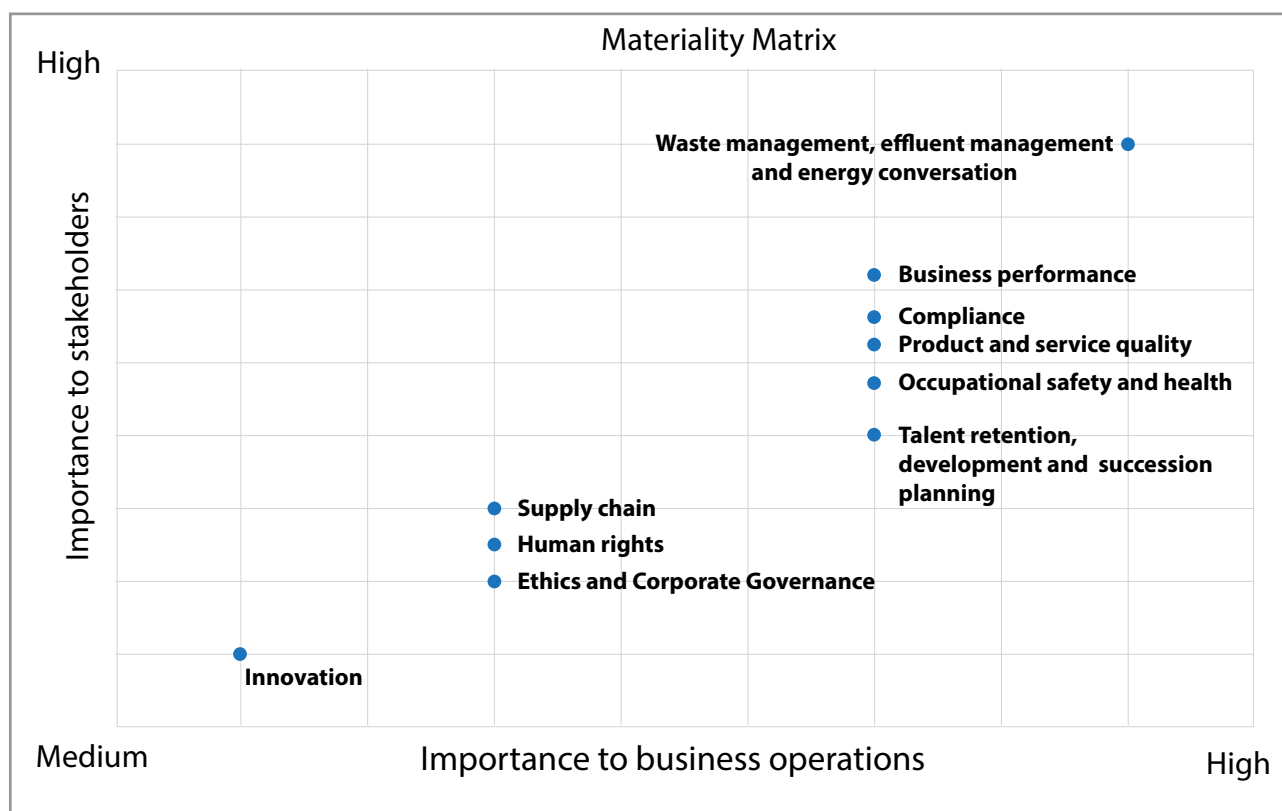 Materiality Matrix
High
Waste management, effluent management
and energy conversation
Importance to stakeholders
Business performance
Compliance
Product and service quality
Occupational safety and health
Talent retention,
development and  succession
planning
Supply chain
Human rights
Ethics and Corporate Governance
Innovation
Medium
Importance to business operations
High